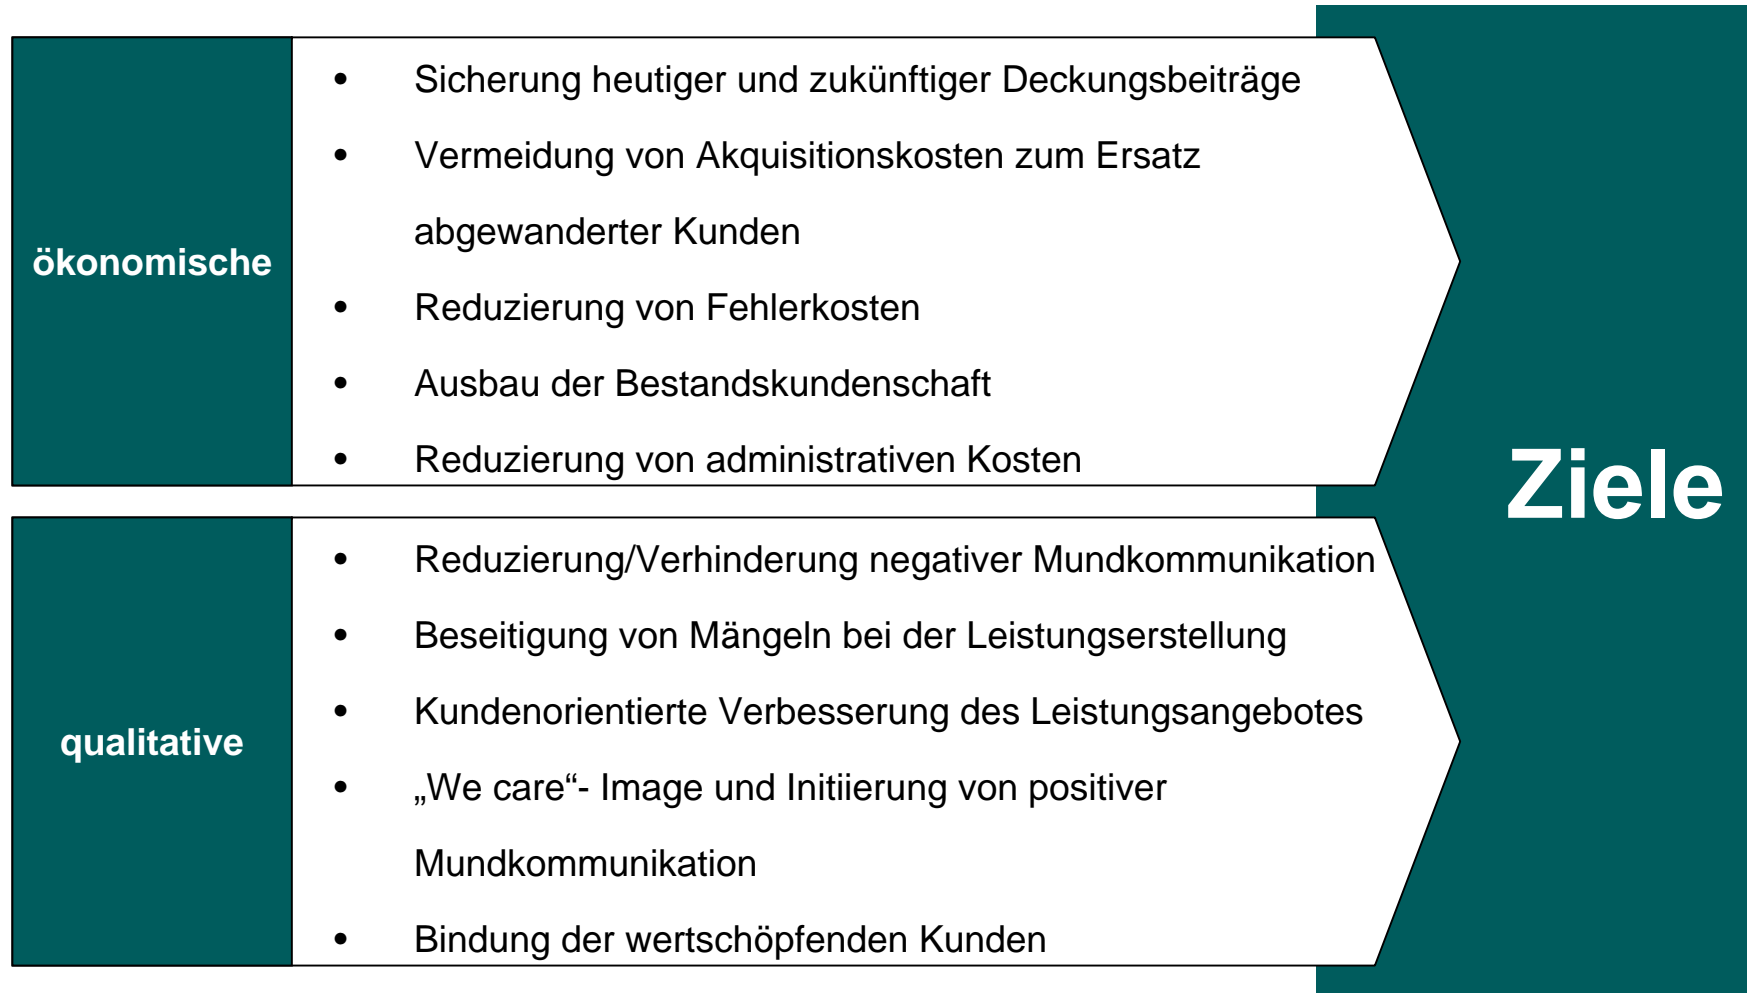 ökonomische
• Sicherung heutiger und zukünftiger Deckungsbeiträge
• Vermeidung von Akquisitionskosten zum Ersatz
abgewanderter Kunden
• Reduzierung von Fehlerkosten
• Ausbau der Bestandskundenschaft
• Reduzierung von administrativen Kosten
qualitative
• Reduzierung/Verhinderung negativer Mundkommunikation
• Beseitigung von Mängeln bei der Leistungserstellung
• Kundenorientierte Verbesserung des Leistungsangebotes
• „We care“- Image und Initiierung von positiver
Mundkommunikation
• Bindung der wertschöpfenden Kunden
Ziele